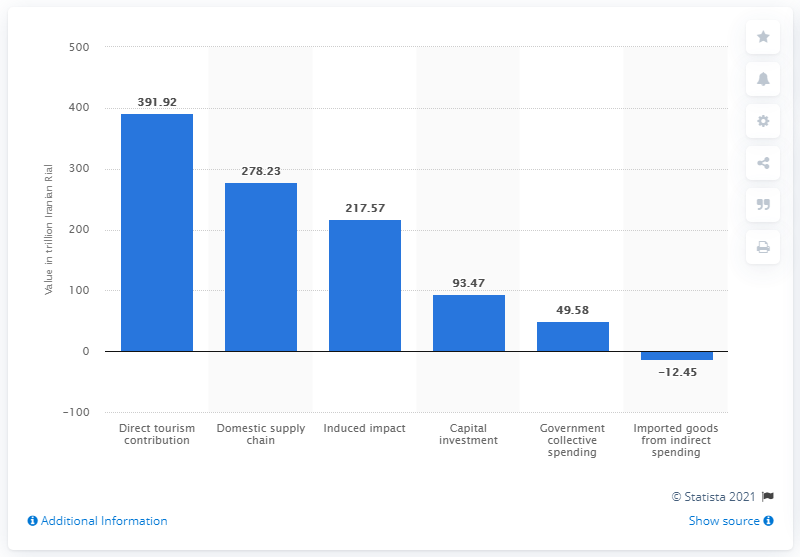 500
400
300
200
100
0
-100
Value in trillion Iranian Rial
391.92
278.23
217.57
93.47
49.58
-12.45
Direct tourism
contribution
Domestic supply
chain
Induced impact
Capital
investment
Government
collective
spending
Imported goods
from indirect
spending
© Statista 2021
Additional Information
Show source